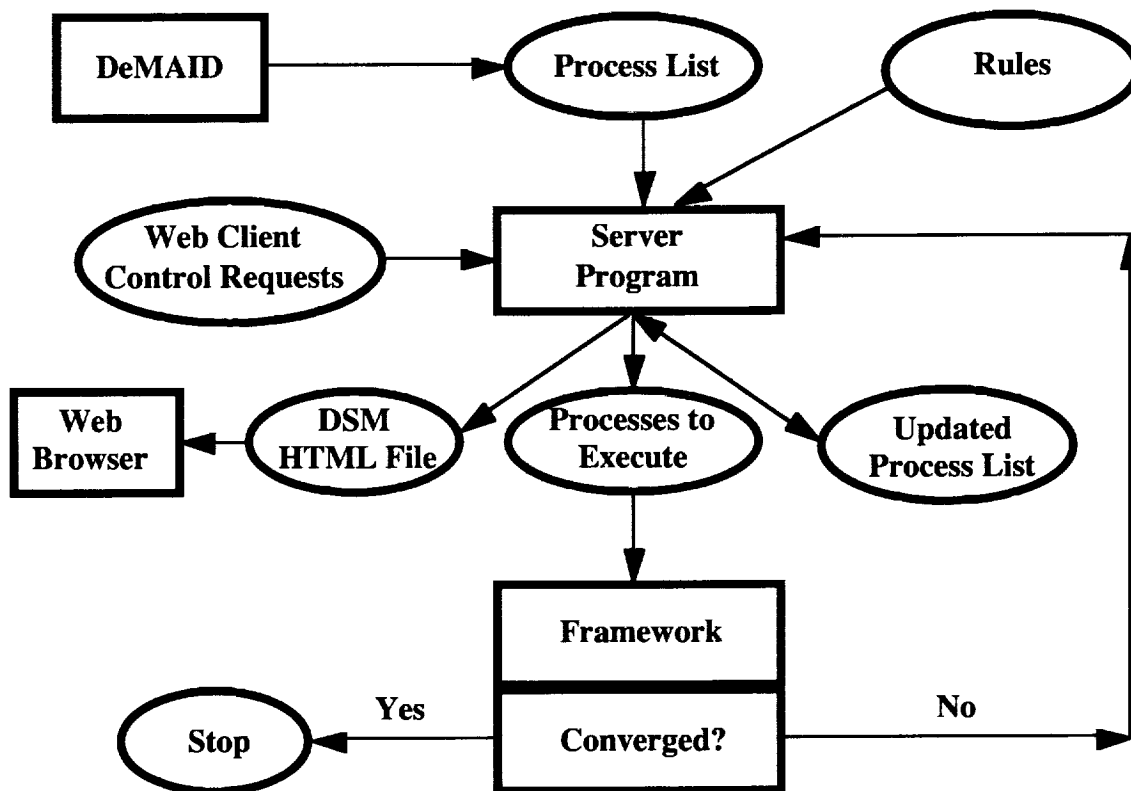 DeMAID
Process List
Rules
Web Client
Control Requests
Server
Program
Web
Browser
DSM
HTML File
Processes to
Execute
Updated
Process List
Framework
Yes
No
Stop
Converged?